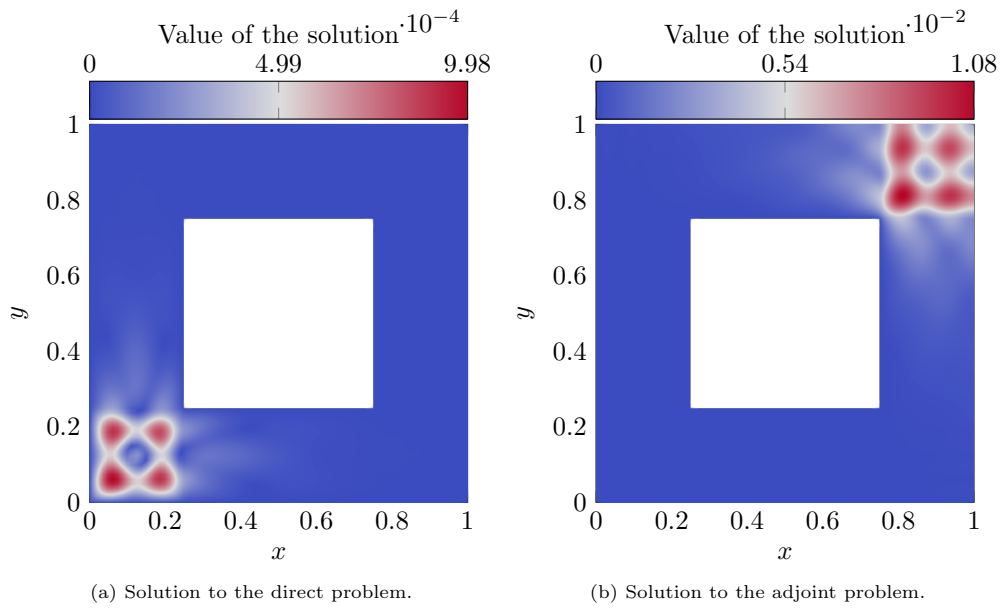 Value of the solution ·10−4
0 4.99 9.98
1
0.8
0.6
0.4
0.2
0
y
0 0.2 0.4 0.6 0.8 1
x
(a) Solution to the direct problem.
Value of the solution ·10−2
0 0.54 1.08
1
0.8
0.6
0.4
0.2
0
y
0 0.2 0.4 0.6 0.8 1
x
(b) Solution to the adjoint problem.